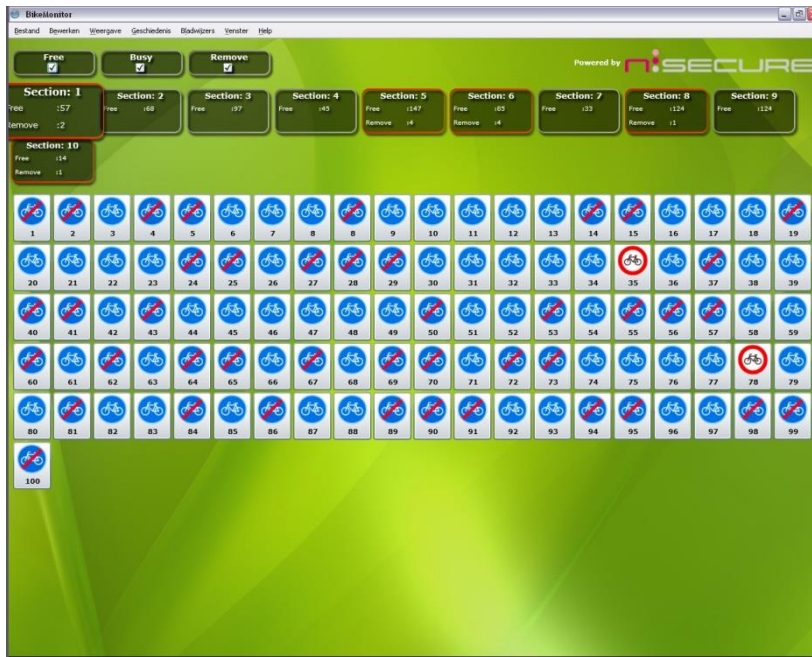 BikeMonitor
Bestand Bewerken Weergave Geschiedenis Bladwijzers Venster Help
Free Busy Remove
Powered by n:SECURE
Section: 1 Section: 2 Section: 3 Section: 4 Section: 5 Section: 6 Section: 7 Section: 8 Section: 9
ree :57 Free :68 Free :97 Free :45 Free :147 Free :65 Free :33 Free :124 Free :124
emove :2 Remove :4 Remove :4 Remove :1
Section: 10
Free :14
Remove :1
1 2 3 4 5 6 7 8 8 9 10 11 12 13 14 15 16 17 18 19
20 21 22 23 24 25 26 27 28 29 30 31 32 33 34 35 36 37 38 39
40 41 42 43 44 45 46 47 48 49 50 51 52 53 54 55 56 57 58 59
60 61 62 63 64 65 66 67 68 69 70 71 72 73 74 75 76 77 78 79
80 81 82 83 84 85 86 87 88 89 90 91 92 93 94 95 96 97 98 99
100